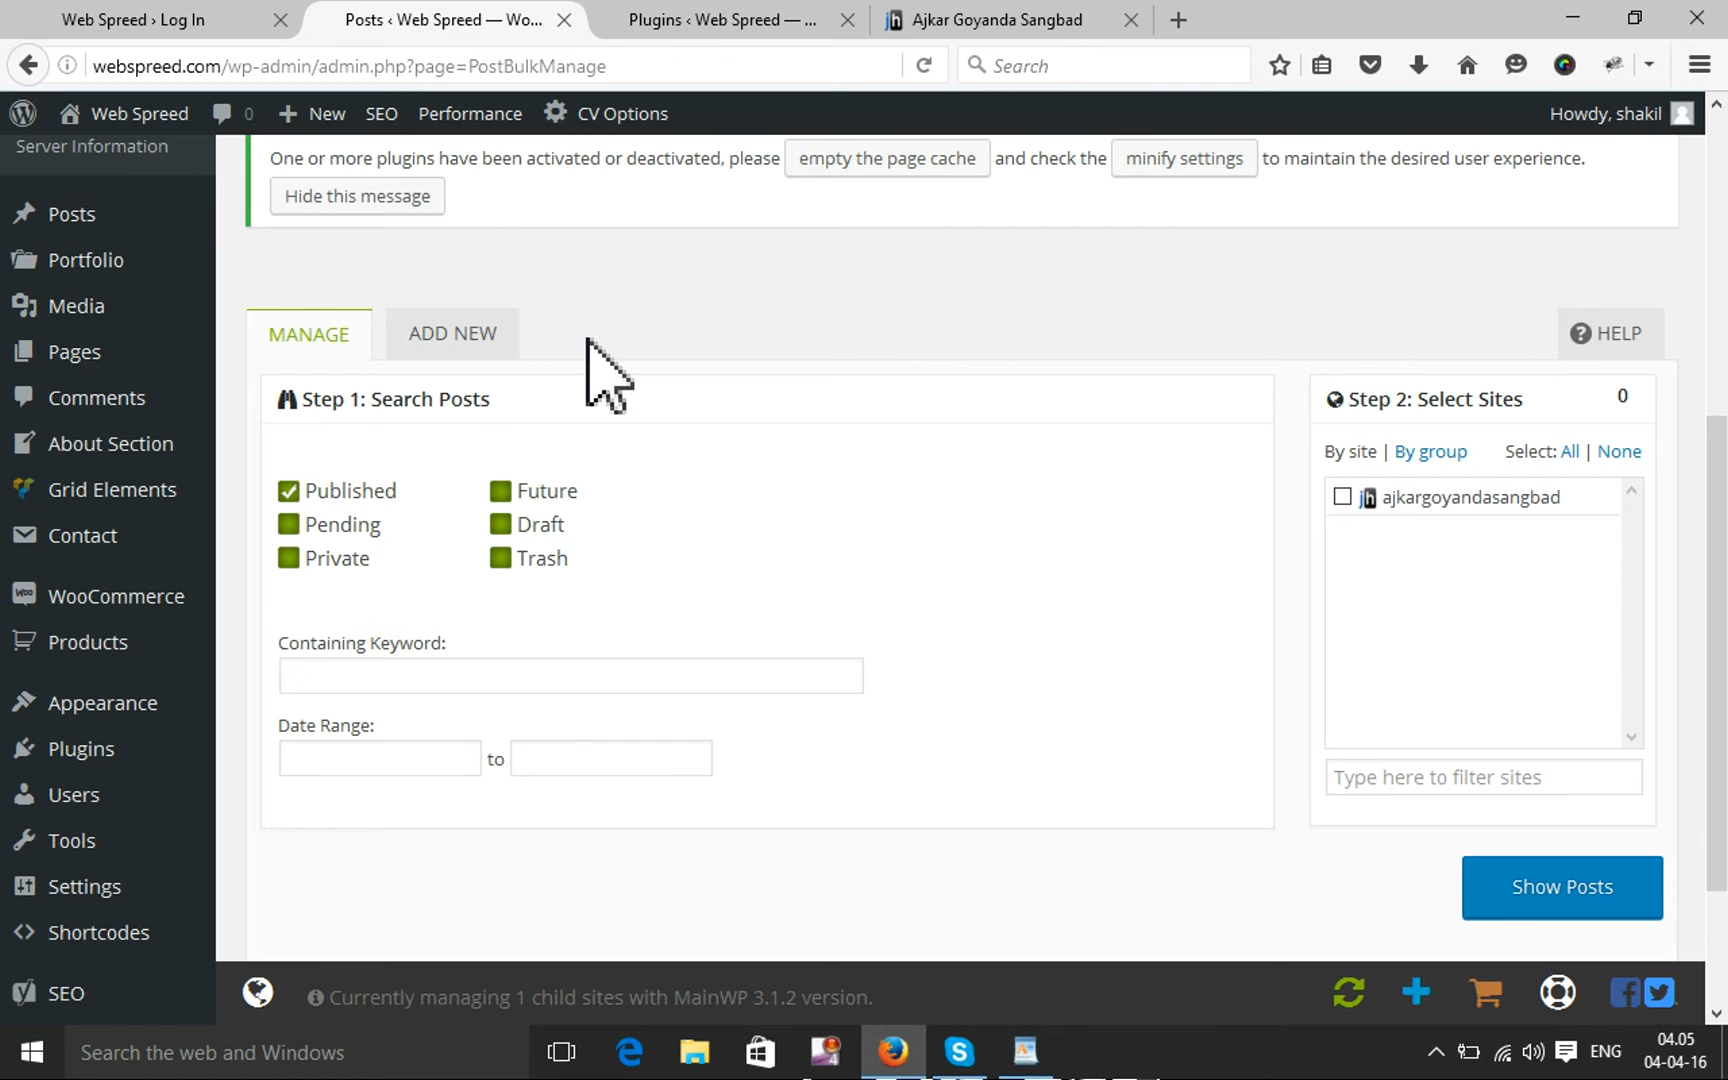 Web Spreed › Log In
Posts ‹ Web Spreed — Wo...
Plugins ‹ Web Spreed — ...
jh Ajkar Goyanda Sangbad
webspreed.com/wp-admin/admin.php?page=PostBulkManage
Search
Web Spreed 0 New SEO Performance CV Options
Howdy, shakil
Server Information
Posts
Portfolio
Media
Pages
Comments
About Section
Grid Elements
Contact
WooCommerce
Products
Appearance
Plugins
Users
Tools
Settings
Shortcodes
SEO
One or more plugins have been activated or deactivated, please empty the page cache and check the minify settings to maintain the desired user experience.
Hide this message
MANAGE
ADD NEW
HELP
Step 1: Search Posts
Published
Future
Pending
Draft
Private
Trash
Containing Keyword:
Date Range:
to
Step 2: Select Sites 0
By site | By group Select: All | None
jh ajkargoyandasangbad
Type here to filter sites
Show Posts
Currently managing 1 child sites with MainWP 3.1.2 version.
Search the web and Windows
ENG
04.05
04-04-16